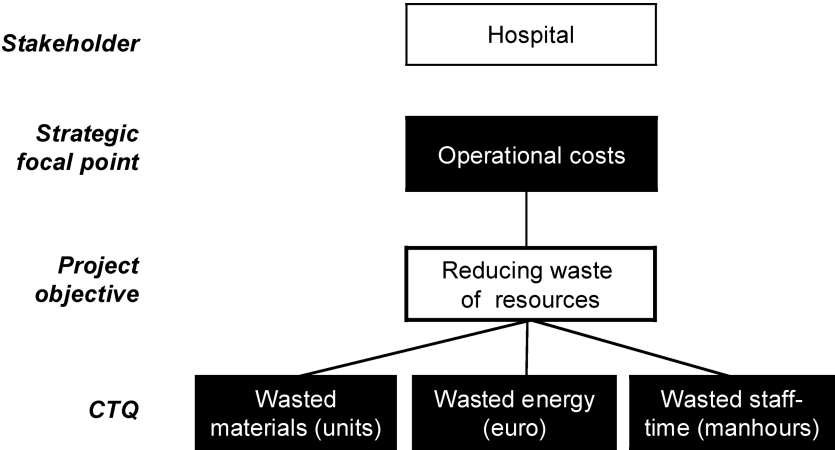 Stakeholder
Hospital
Strategic
focal point
Operational costs
Project
objective
Reducing waste
of resources
CTQ
Wasted
materials (units)
Wasted energy
(euro)
Wasted staff-
time (manhours)